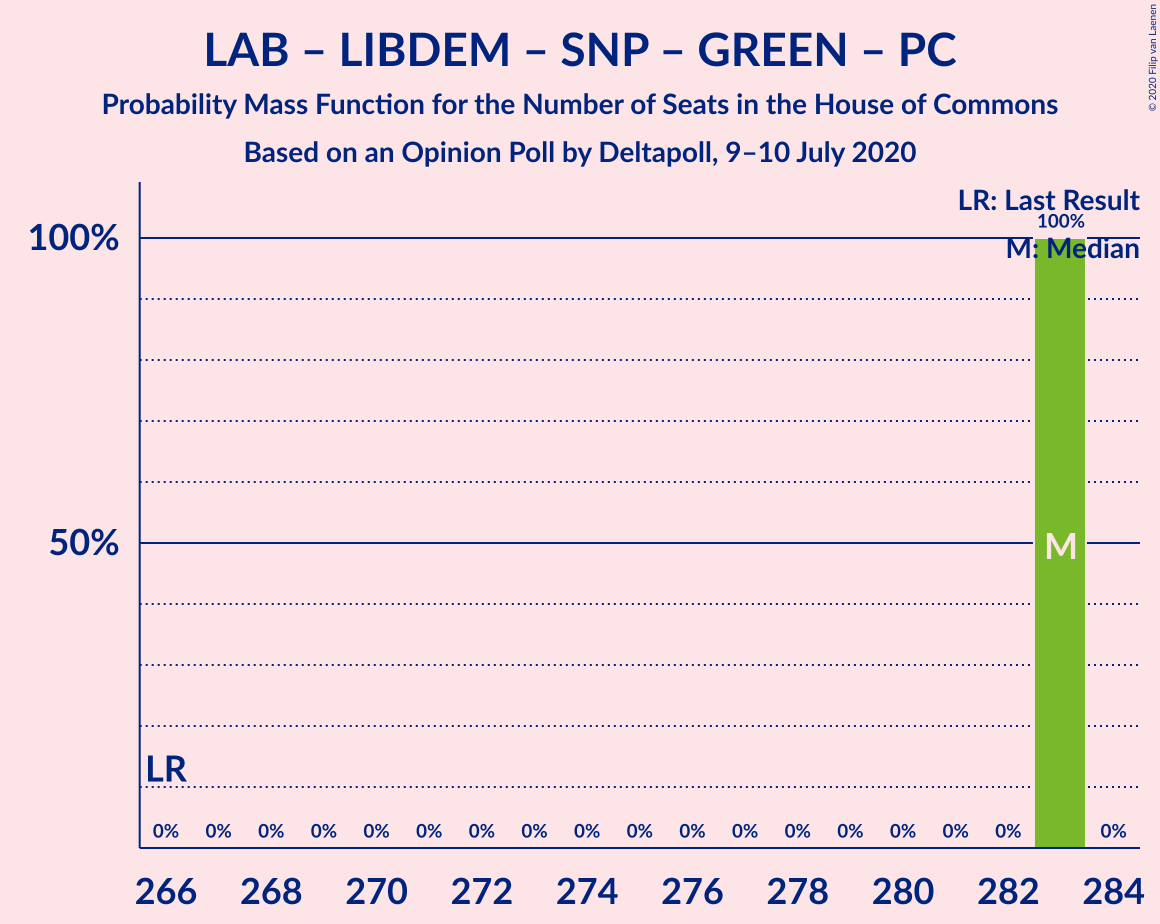 LAB – LIBDEM – SNP – GREEN – PC
Probability Mass Function for the Number of Seats in the House of Commons
Based on an Opinion Poll by Deltapoll, 9–10 July 2020
© 2020 Filip van Laenen
LR: Last Result
100%
M: Median
100%
50%
M
LR
0% 0% 0% 0% 0% 0% 0% 0% 0% 0% 0% 0% 0% 0% 0% 0% 0% 0%
266 268 270 272 274 276 278 280 282 284